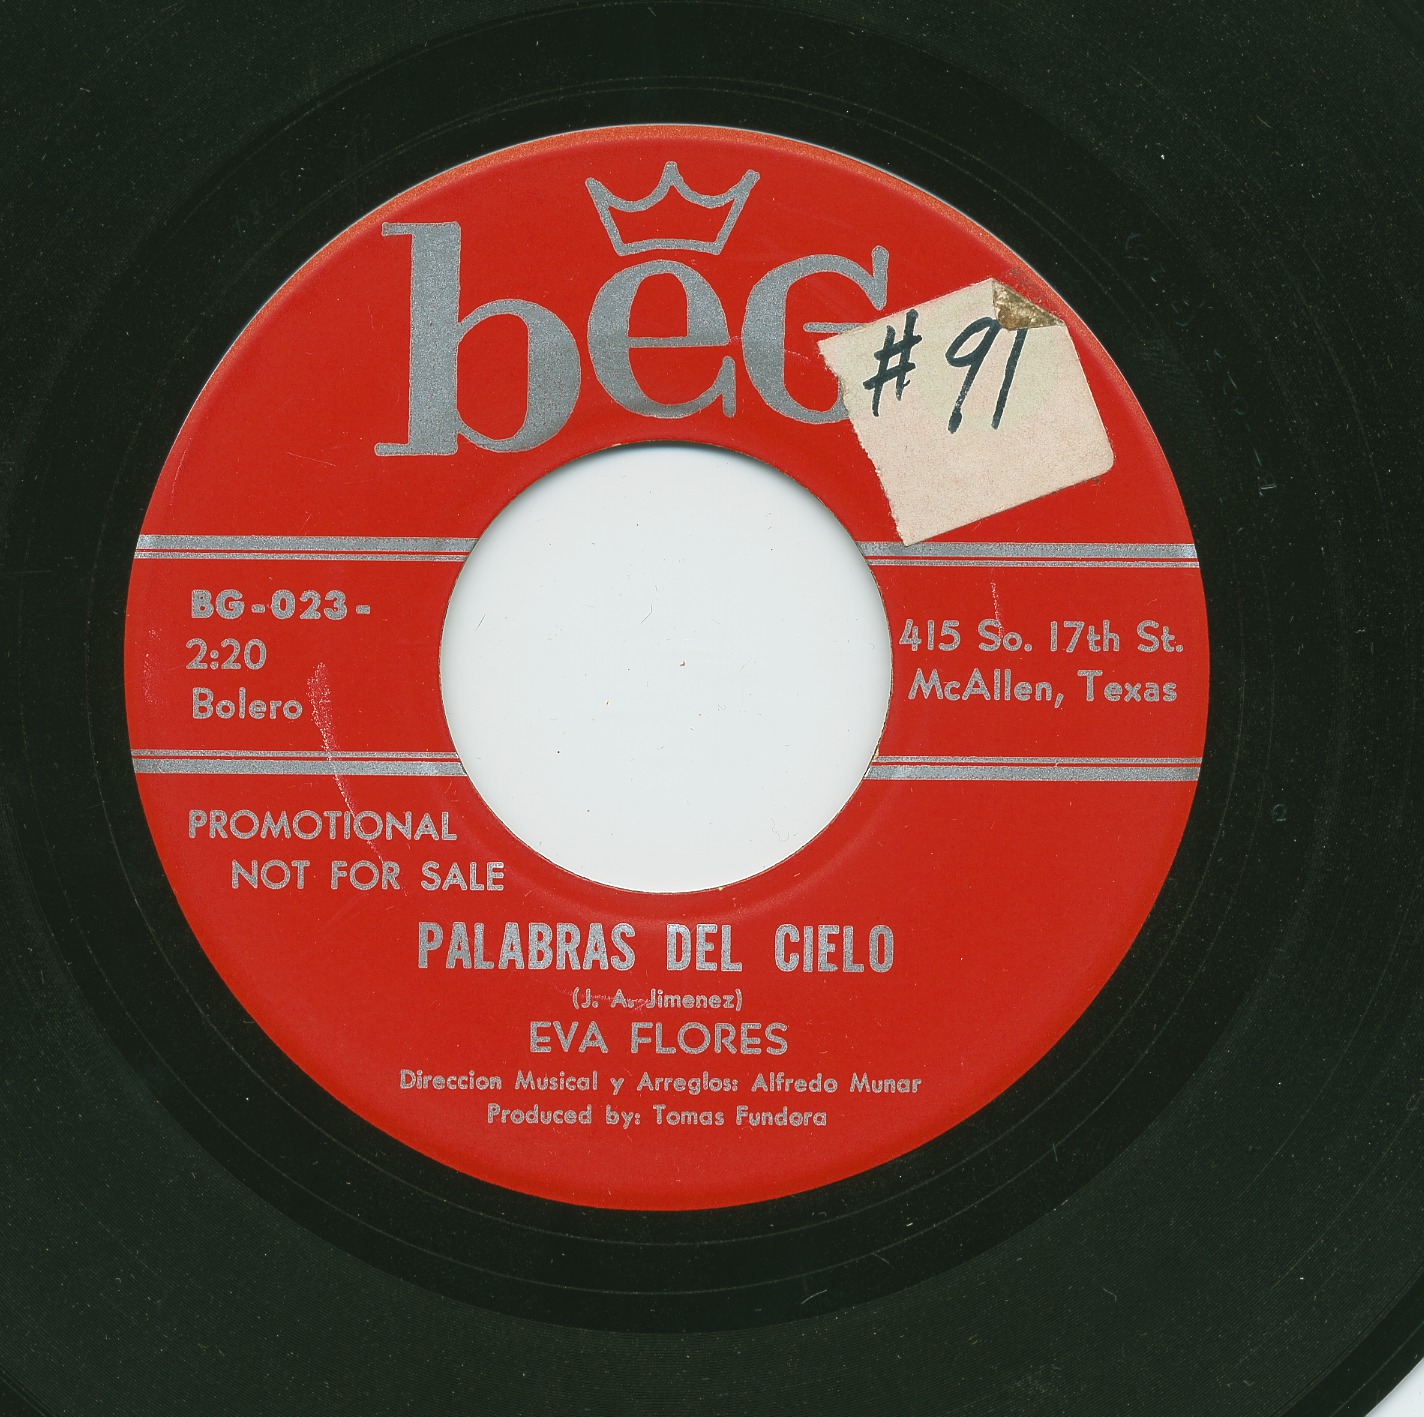 beG
# 91
BG-023-
2:20
Bolero
415 So. 17th St.
McAllen, Texas
PROMOTIONAL
NOT FOR SALE
PALABRAS DEL CIELO
(J. A. Jimenez)
EVA FLORES
Direccion Musical y Arreglos: Alfredo Munar
Produced by: Tomas Fundora